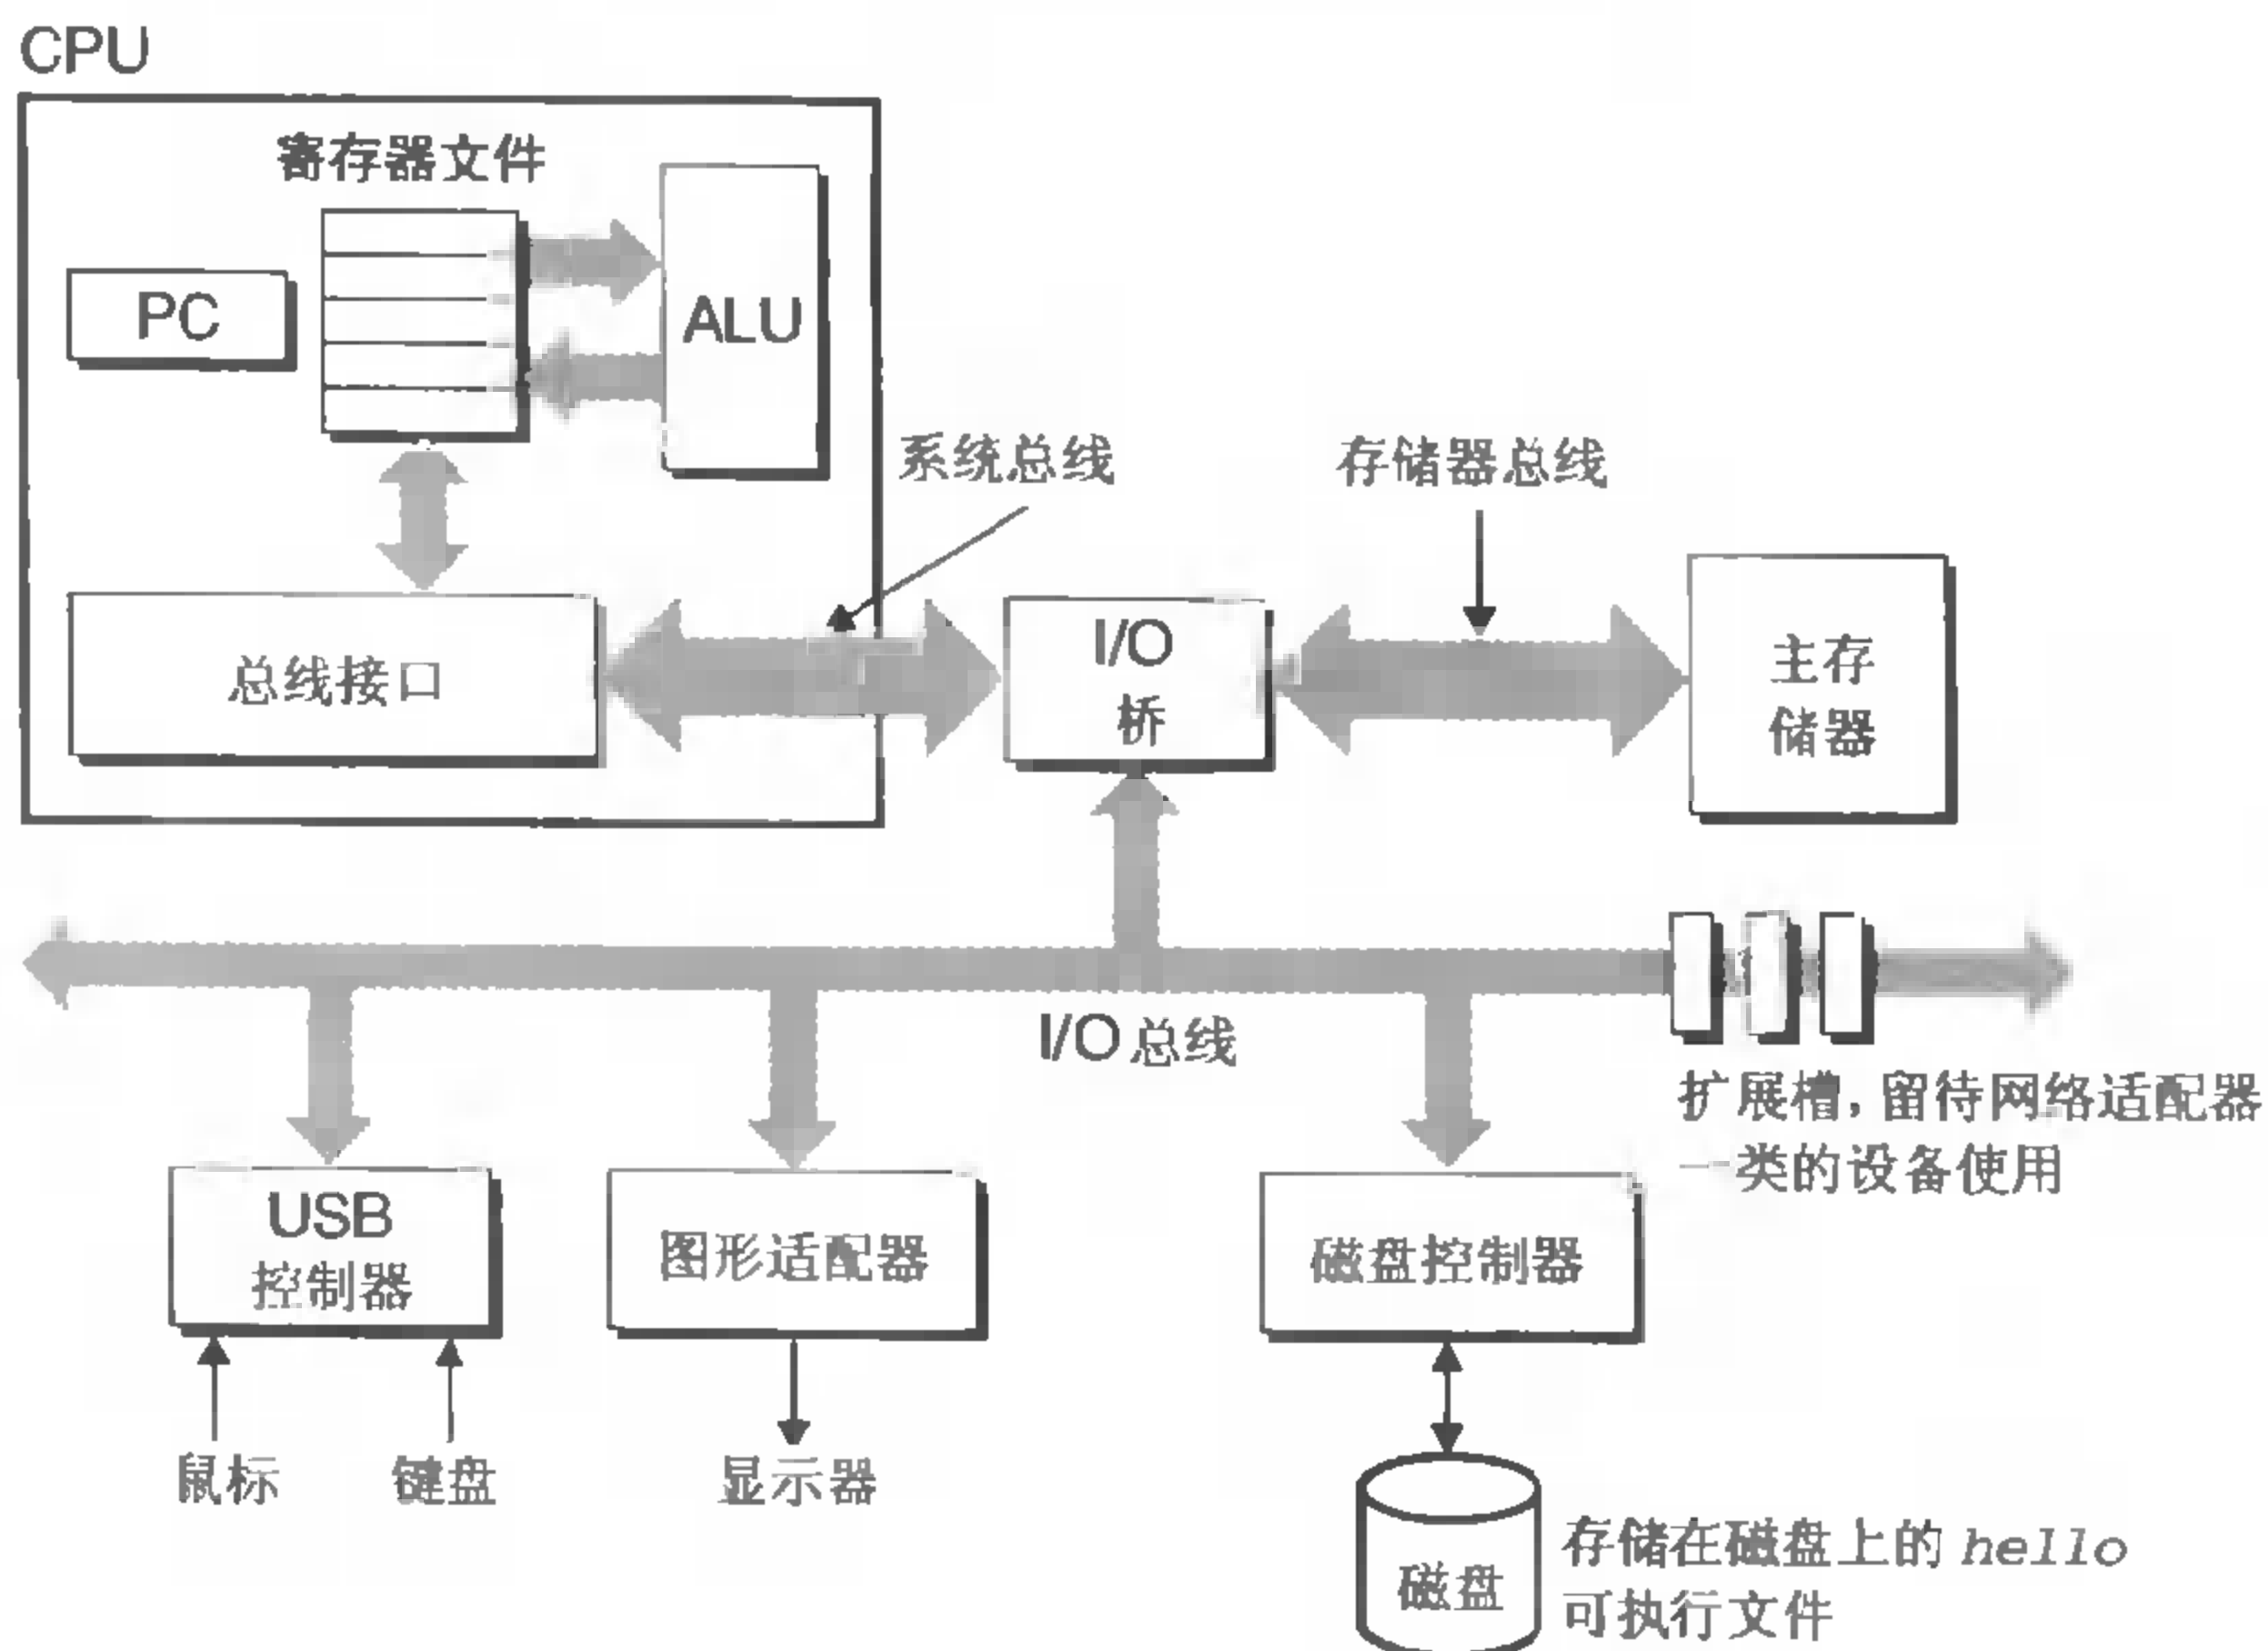 CPU
寄存器文件
PC
ALU
系统总线
存储器总线
总线接口
I/O
桥
主存
储器
I/O 总线
扩展槽，留待网络适配器
一类的设备使用
USB
控制器
图形适配器
磁盘控制器
鼠标
键盘
显示器
磁盘
存储在磁盘上的 hello
可执行文件